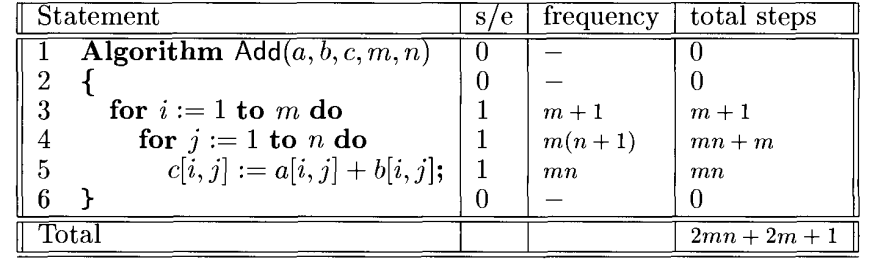 Statement s/e frequency total steps
1 Algorithm Add(a, b, c, m, n) 0 – 0
2 { 0 – 0
3 for i := 1 to m do 1 m + 1 m + 1
4 for j := 1 to n do 1 m(n + 1) mn + m
5 c[i, j] := a[i, j] + b[i, j]; 1 mn mn
6 } 0 – 0
Total 2mn + 2m + 1